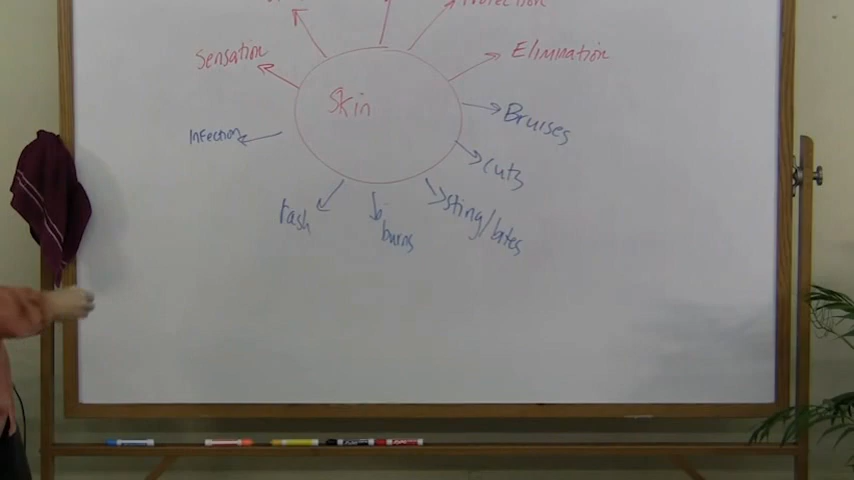 Protection
Sensation
Elimination
Skin
Bruises
Infection
cuts
sting/bites
rash
burns